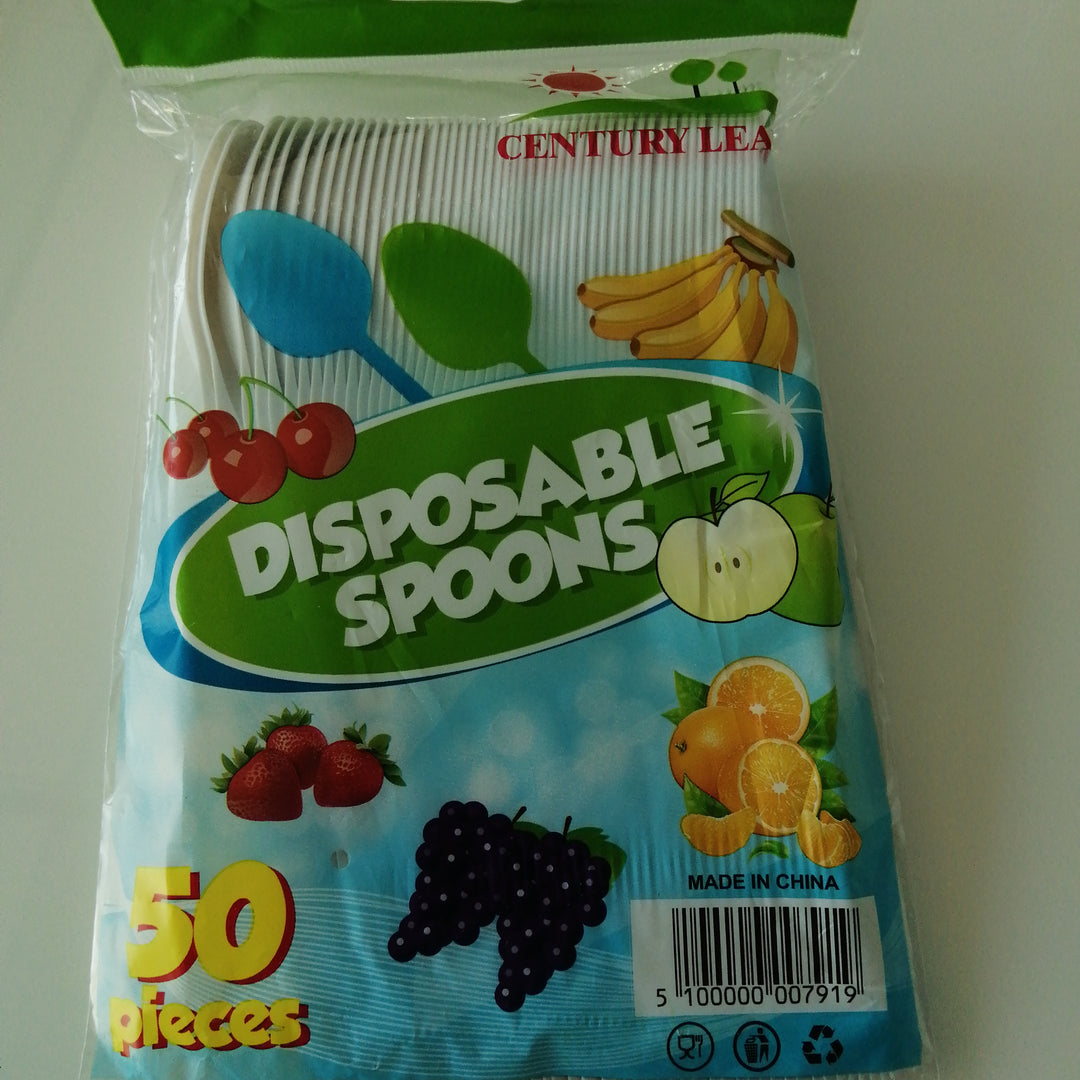 CENTURY LEA
DISPOSABLE
SPOONS
50
pieces
MADE IN CHINA
5 100000 007919